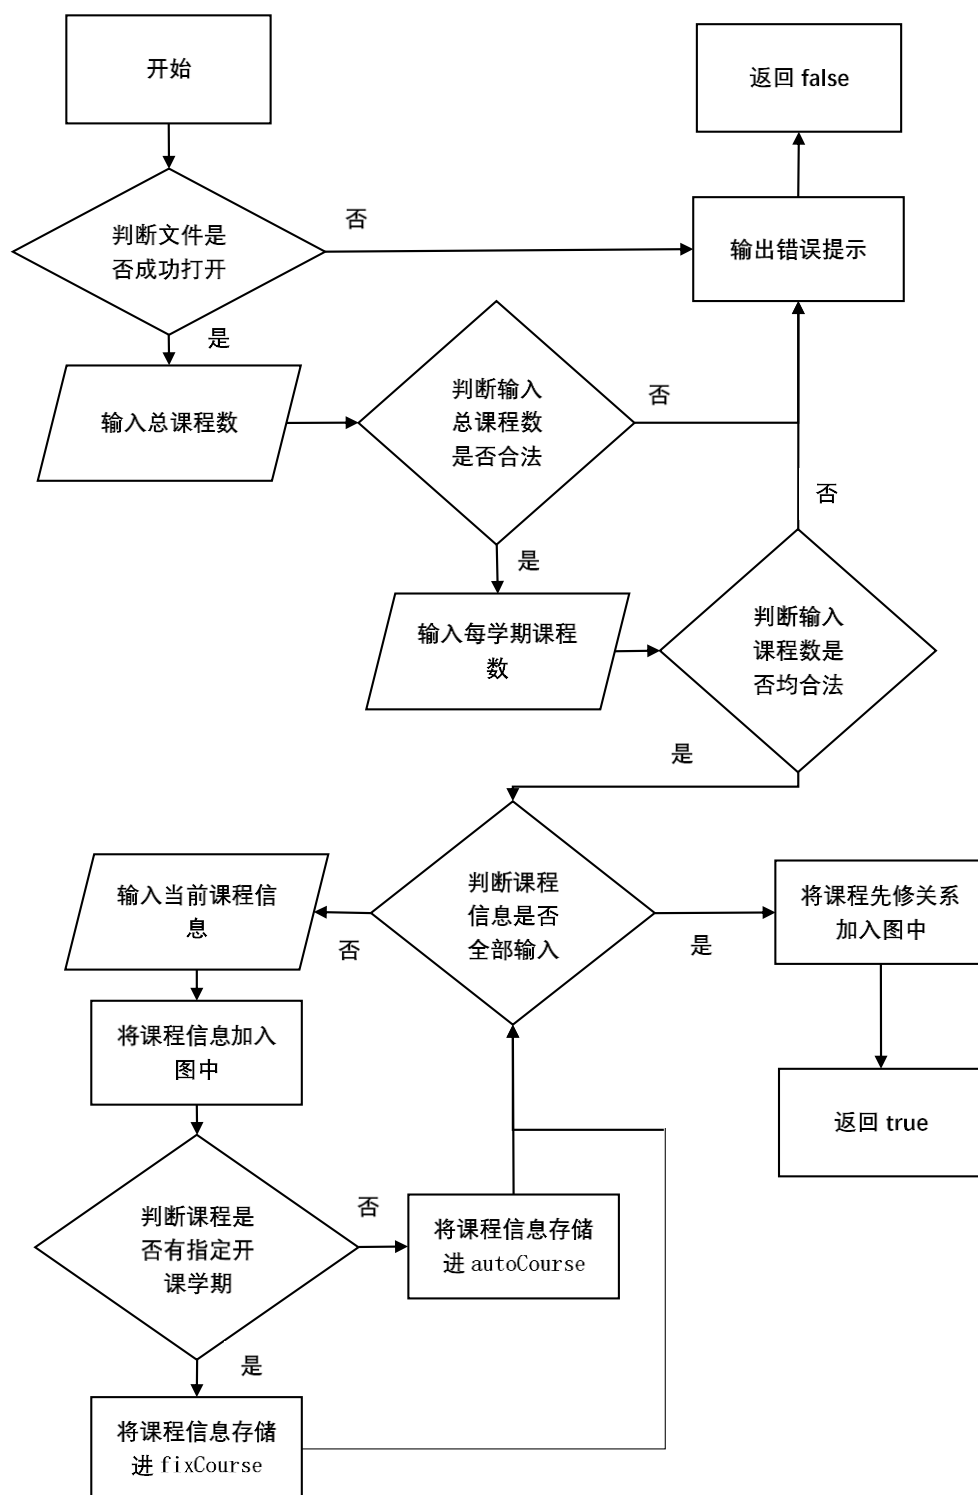 开始
返回 false
否
判断文件是
否成功打开
输出错误提示
是
输入总课程数
判断输入
总课程数
是否合法
否
否
是
输入每学期课程
数
判断输入
课程数是
否均合法
是
输入当前课程信
息
判断课程
信息是否
全部输入
将课程先修关系
加入图中
否
是
将课程信息加入
图中
返回 true
判断课程是
否有指定开
课学期
否
将课程信息存储
进 autoCourse
是
将课程信息存储
进 fixCourse